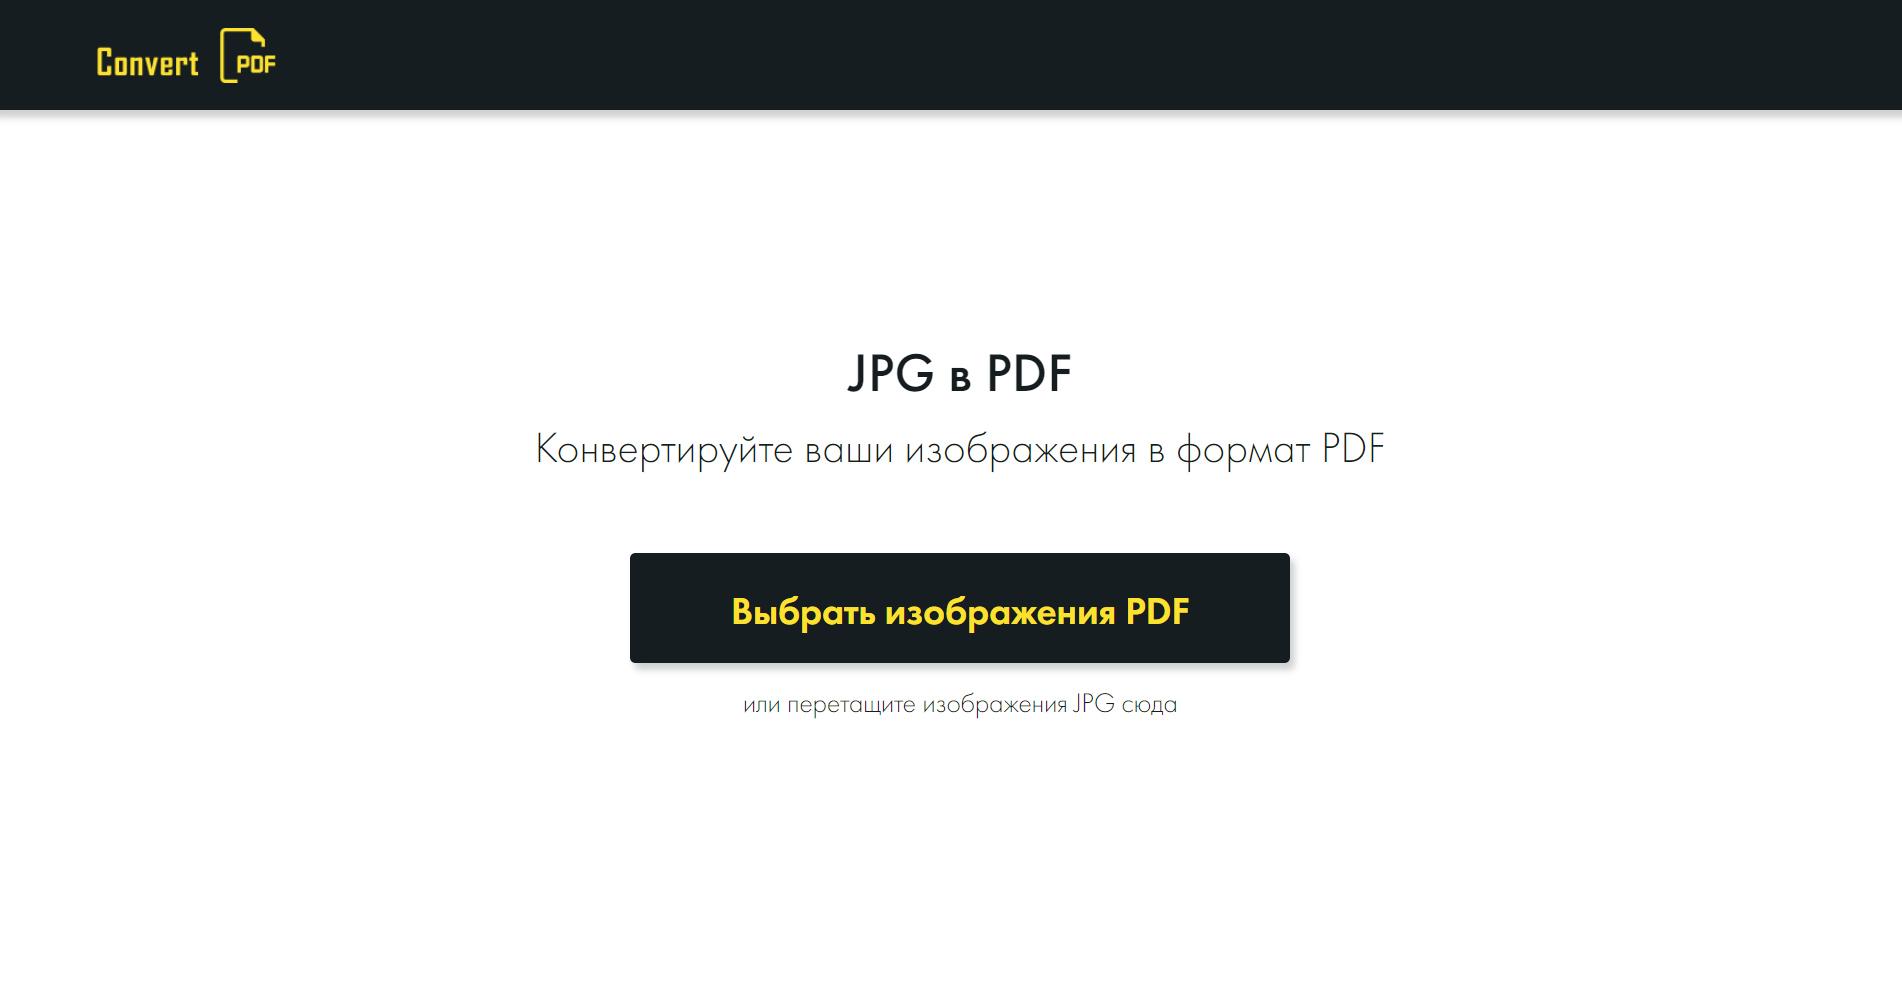 Convert PDF
JPG в PDF
Конвертируйте ваши изображения в формат PDF
Выбрать изображения PDF
или перетащите изображения JPG сюда